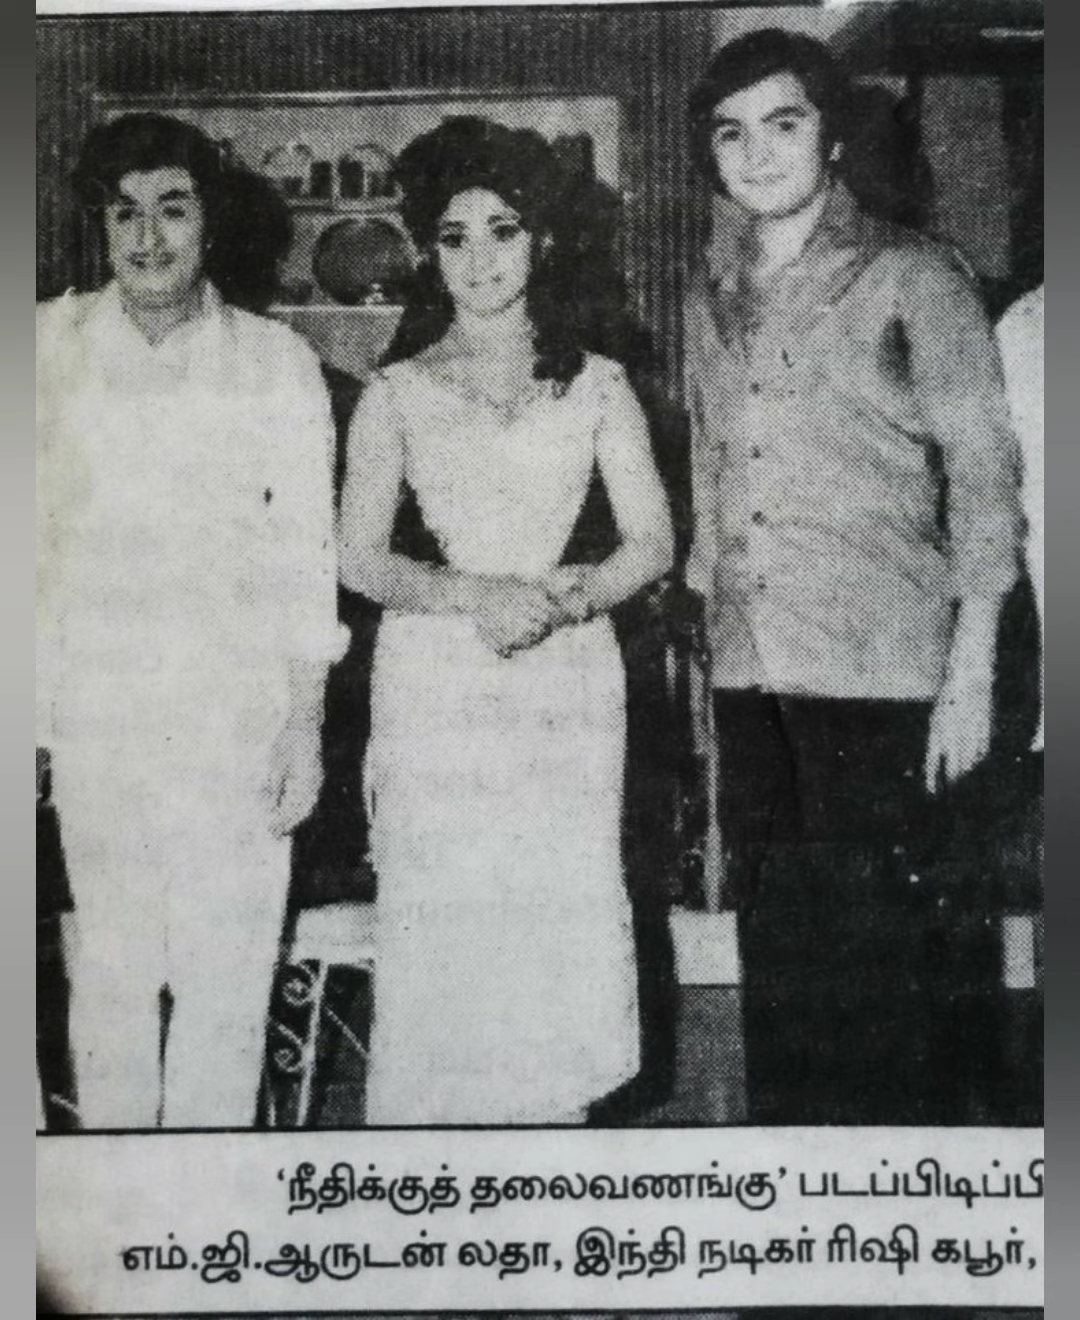 ‘நீதிக்குத் தலைவணங்கு’ படப்பிடிப்பி
எம்.ஜி.ஆருடன் லதா, இந்தி நடிகர் ரிஷி கபூர்,